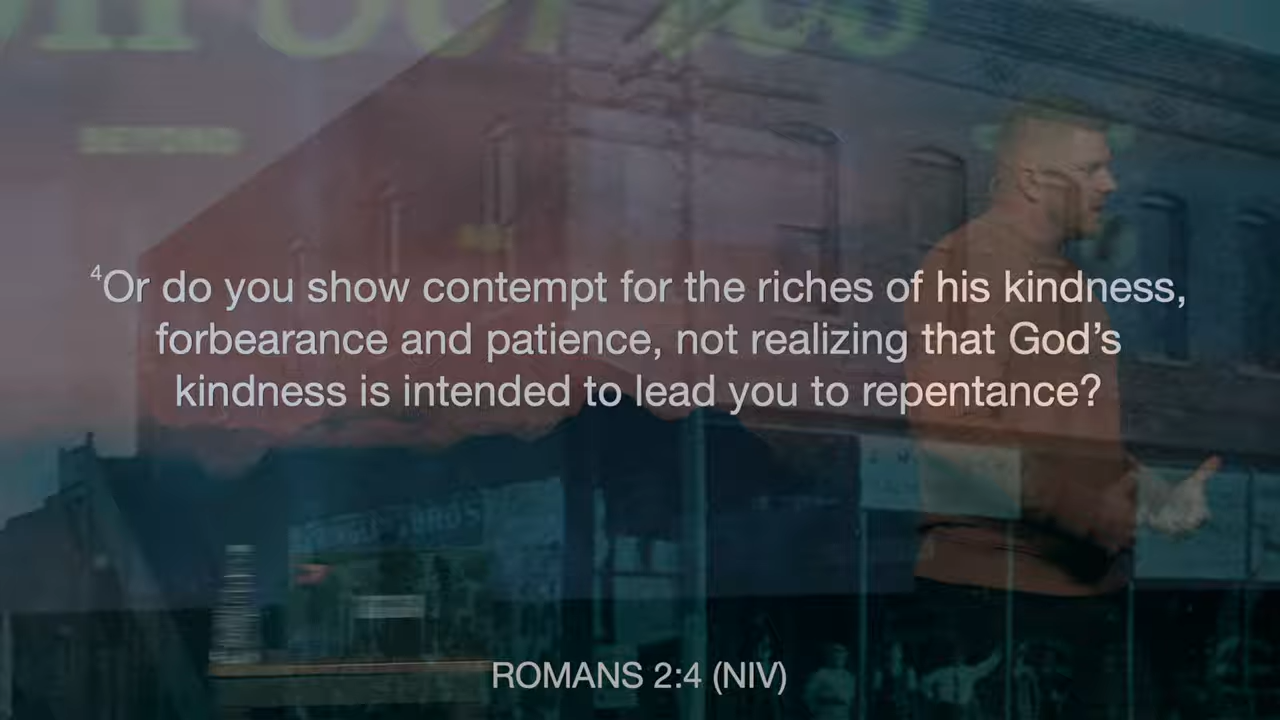 BEYOND
⁴Or do you show contempt for the riches of his kindness,
forbearance and patience, not realizing that God’s
kindness is intended to lead you to repentance?
ROMANS 2:4 (NIV)